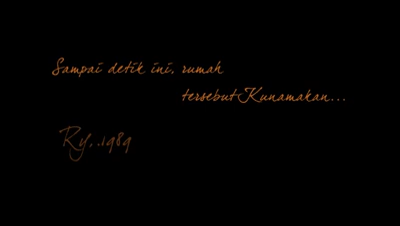 Sampai detik ini, rumah
tersebut Kunamakan...
Ry, .1989